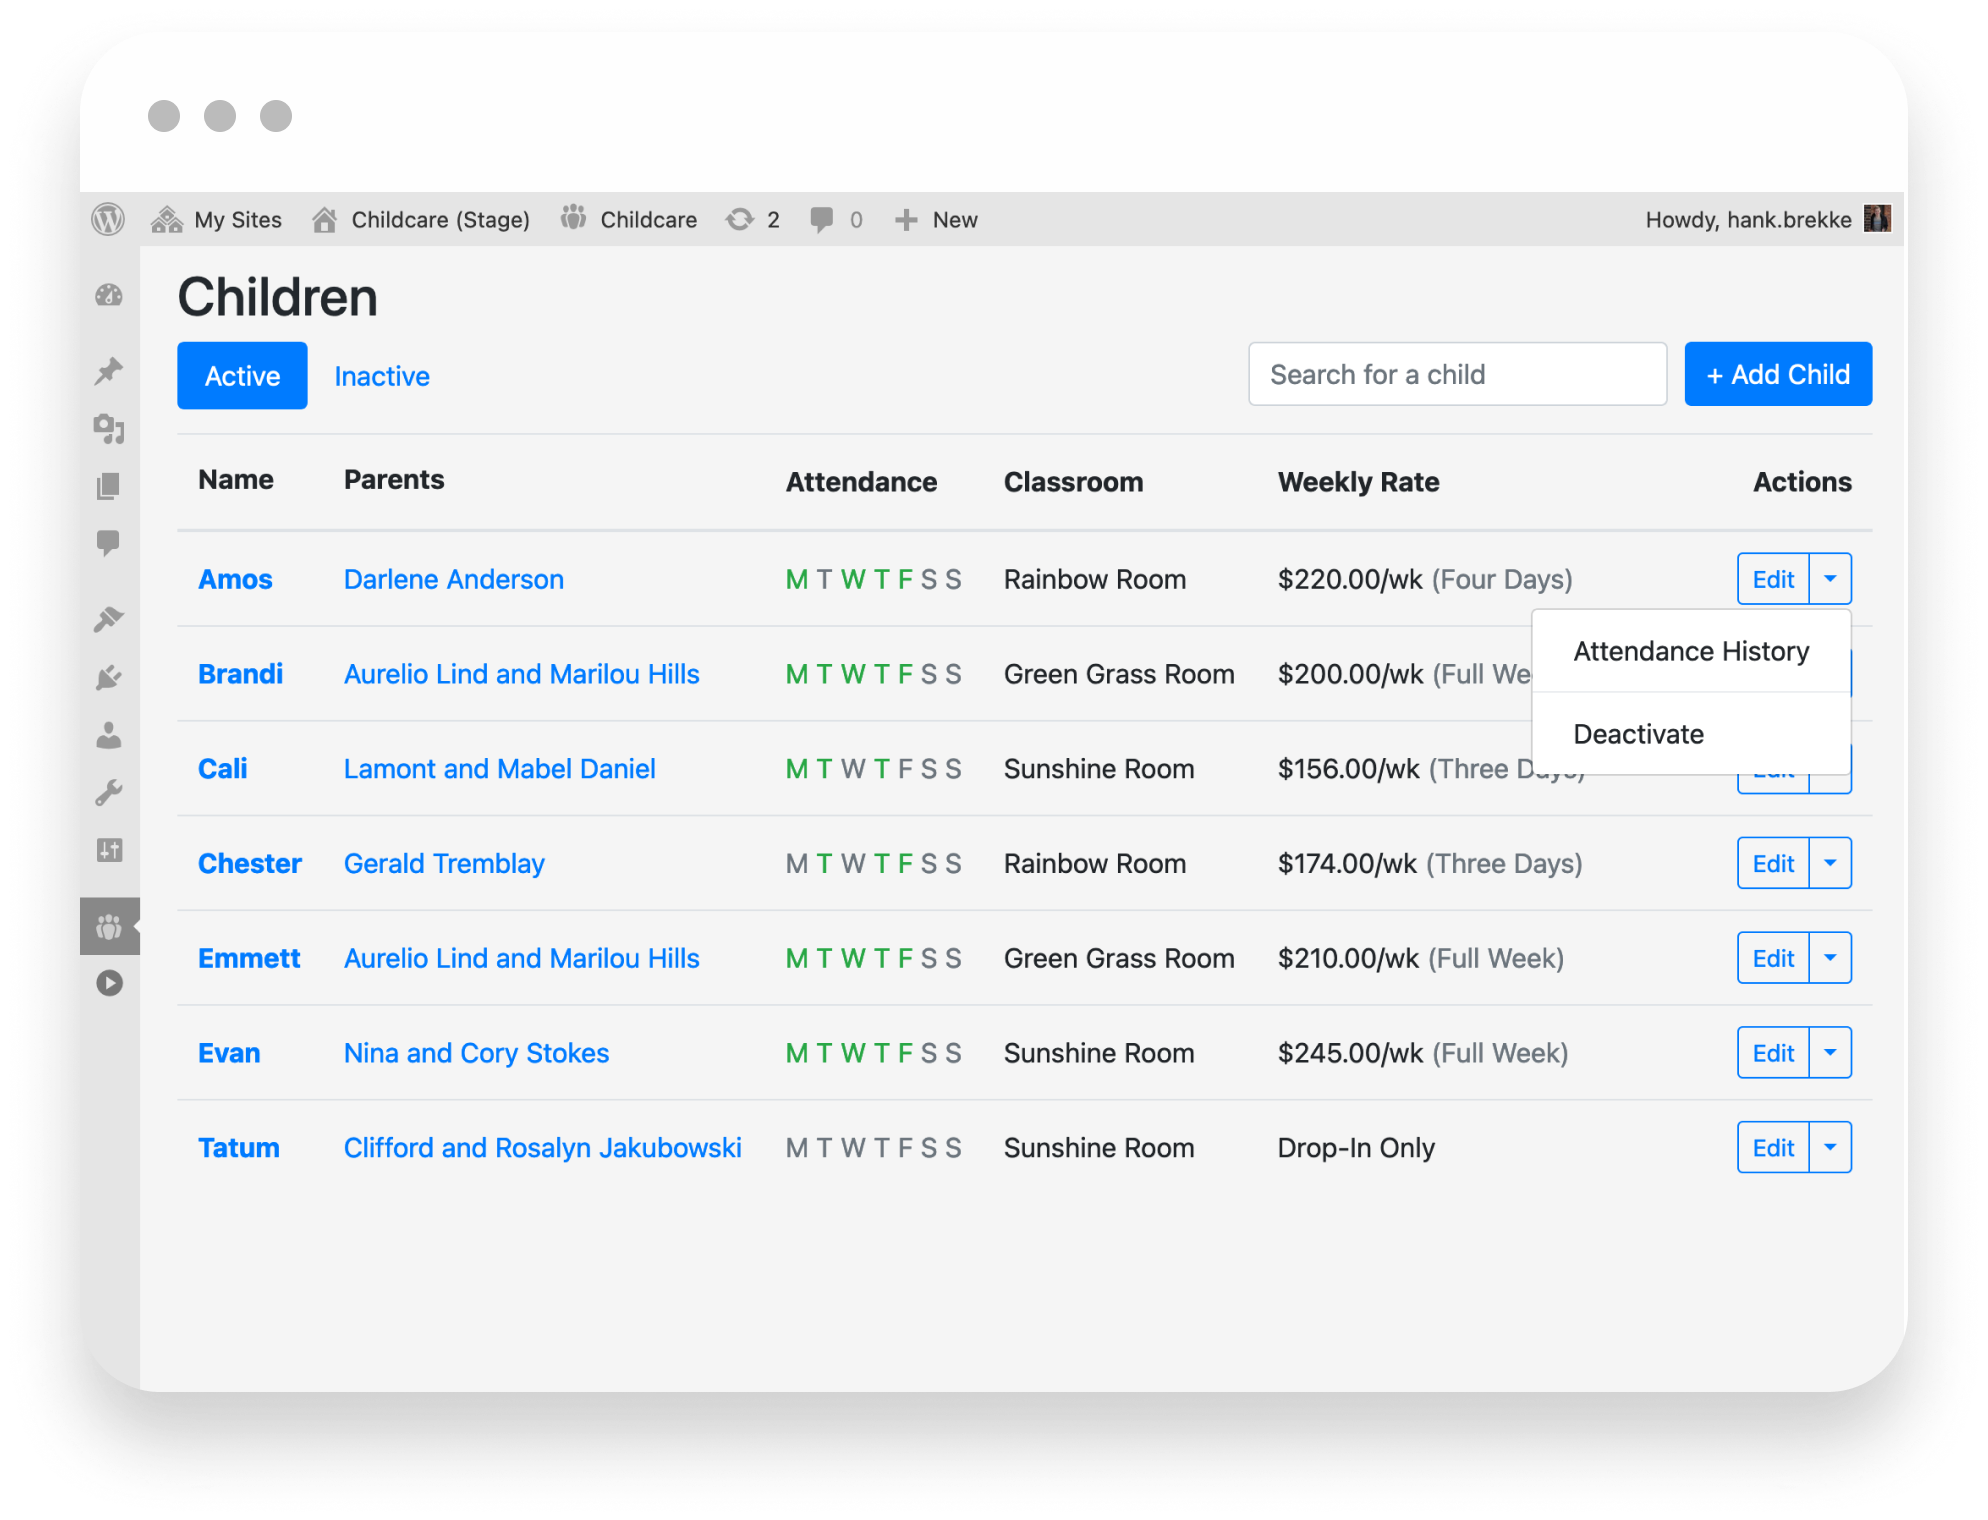 My Sites Childcare (Stage) Childcare 2 0 New Howdy, hank.brekke
Children
Active Inactive Search for a child + Add Child
Name Parents Attendance Classroom Weekly Rate Actions
Amos Darlene Anderson M T W T F S S Rainbow Room $220.00/wk (Four Days) Edit
Attendance History
Brandi Aurelio Lind and Marilou Hills M T W T F S S Green Grass Room $200.00/wk (Full
Deactivate
Cali Lamont and Mabel Daniel M T W T F S S Sunshine Room $156.00/wk (Three Days) Edit
Chester Gerald Tremblay M T W T F S S Rainbow Room $174.00/wk (Three Days) Edit
Emmett Aurelio Lind and Marilou Hills M T W T F S S Green Grass Room $210.00/wk (Full Week) Edit
Evan Nina and Cory Stokes M T W T F S S Sunshine Room $245.00/wk (Full Week) Edit
Tatum Clifford and Rosalyn Jakubowski M T W T F S S Sunshine Room Drop-In Only Edit